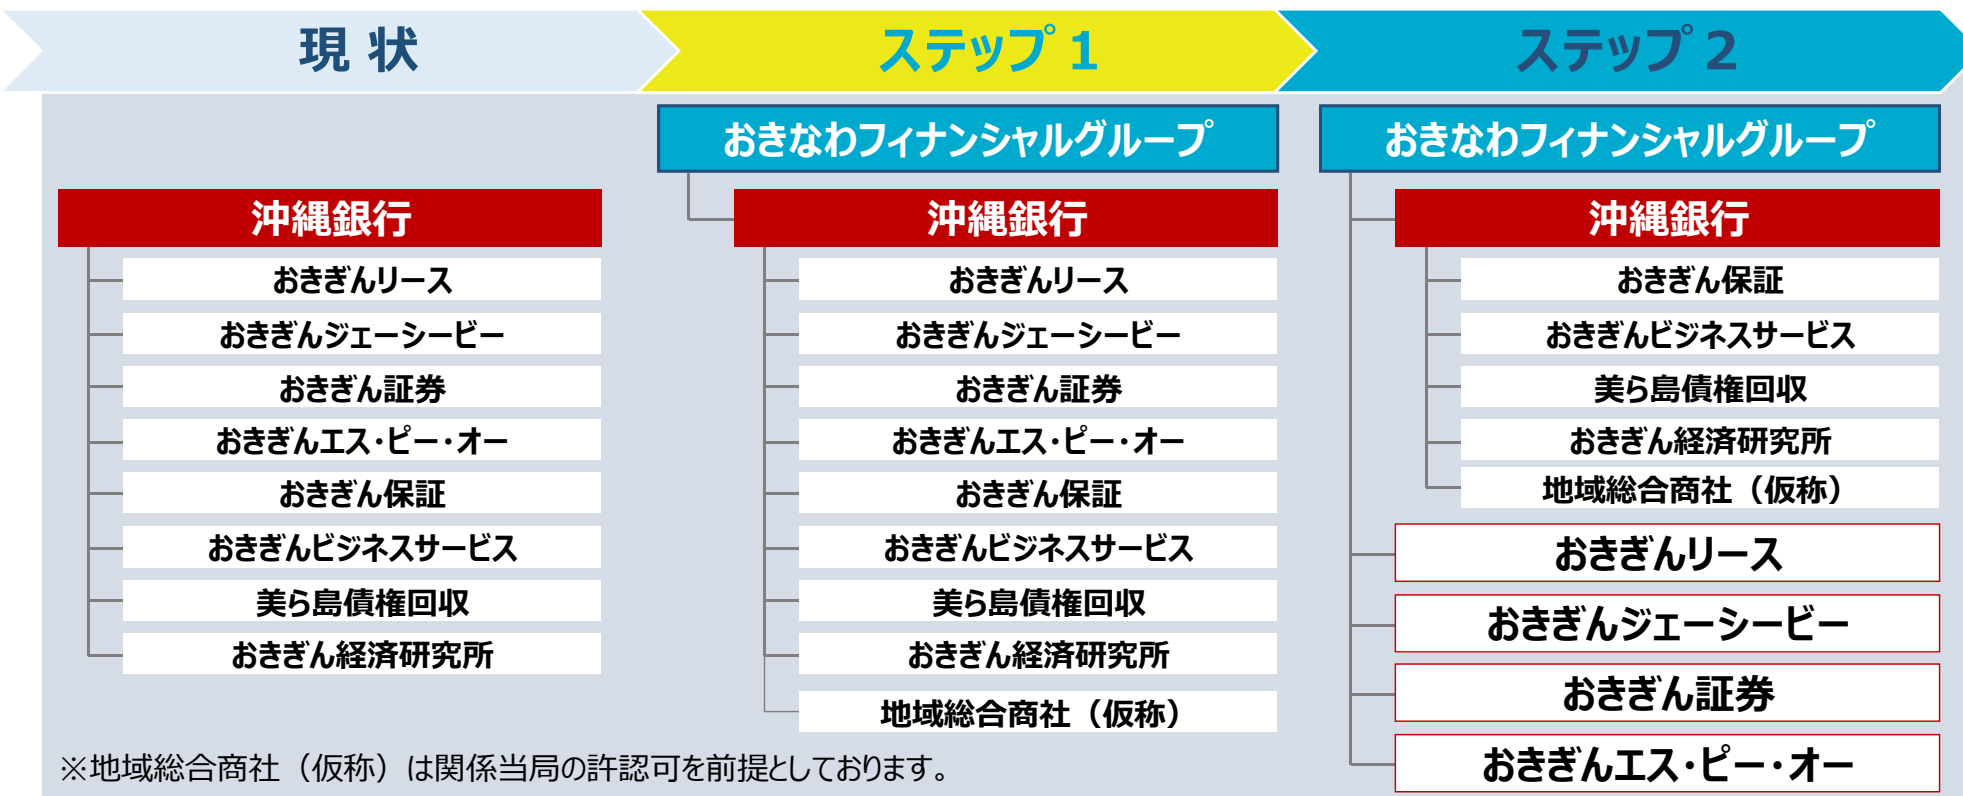 現 状
ステップ 1
ステップ 2
沖縄銀行
おきぎんリース
おきぎんジェーシービー
おきぎん証券
おきぎんエス・ピー・オー
おきぎん保証
おきぎんビジネスサービス
美ら島債権回収
おきぎん経済研究所
おきなわフィナンシャルグループ
沖縄銀行
おきぎんリース
おきぎんジェーシービー
おきぎん証券
おきぎんエス・ピー・オー
おきぎん保証
おきぎんビジネスサービス
美ら島債権回収
おきぎん経済研究所
地域総合商社（仮称）
おきなわフィナンシャルグループ
沖縄銀行
おきぎん保証
おきぎんビジネスサービス
美ら島債権回収
おきぎん経済研究所
地域総合商社（仮称）
おきぎんリース
おきぎんジェーシービー
おきぎん証券
おきぎんエス・ピー・オー
※地域総合商社（仮称）は関係当局の許認可を前提としております。